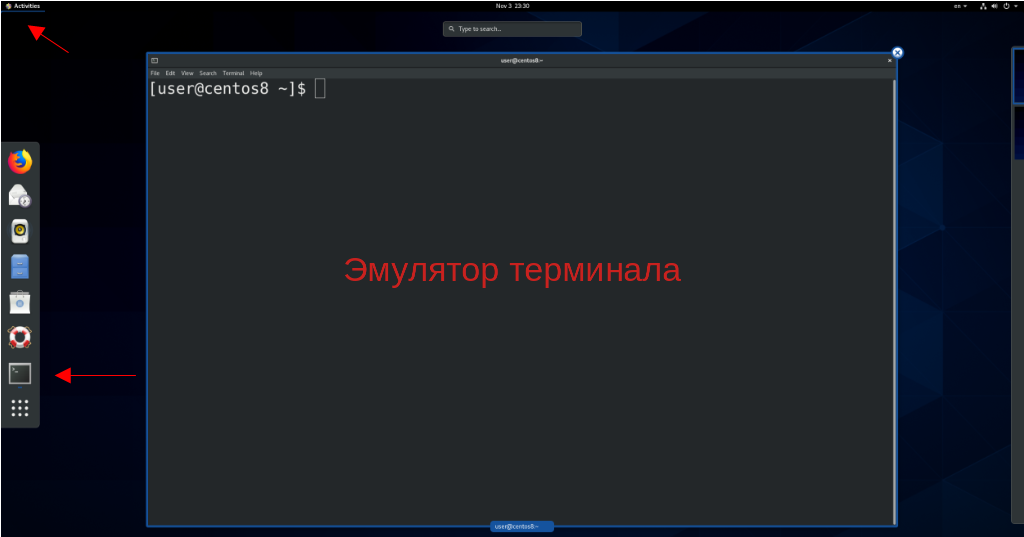 Activities
Nov 3 23:30
en
Type to search...
user@centos8:~
File Edit View Search Terminal Help
[user@centos8 ~]$
Эмулятор терминала
user@centos8:~